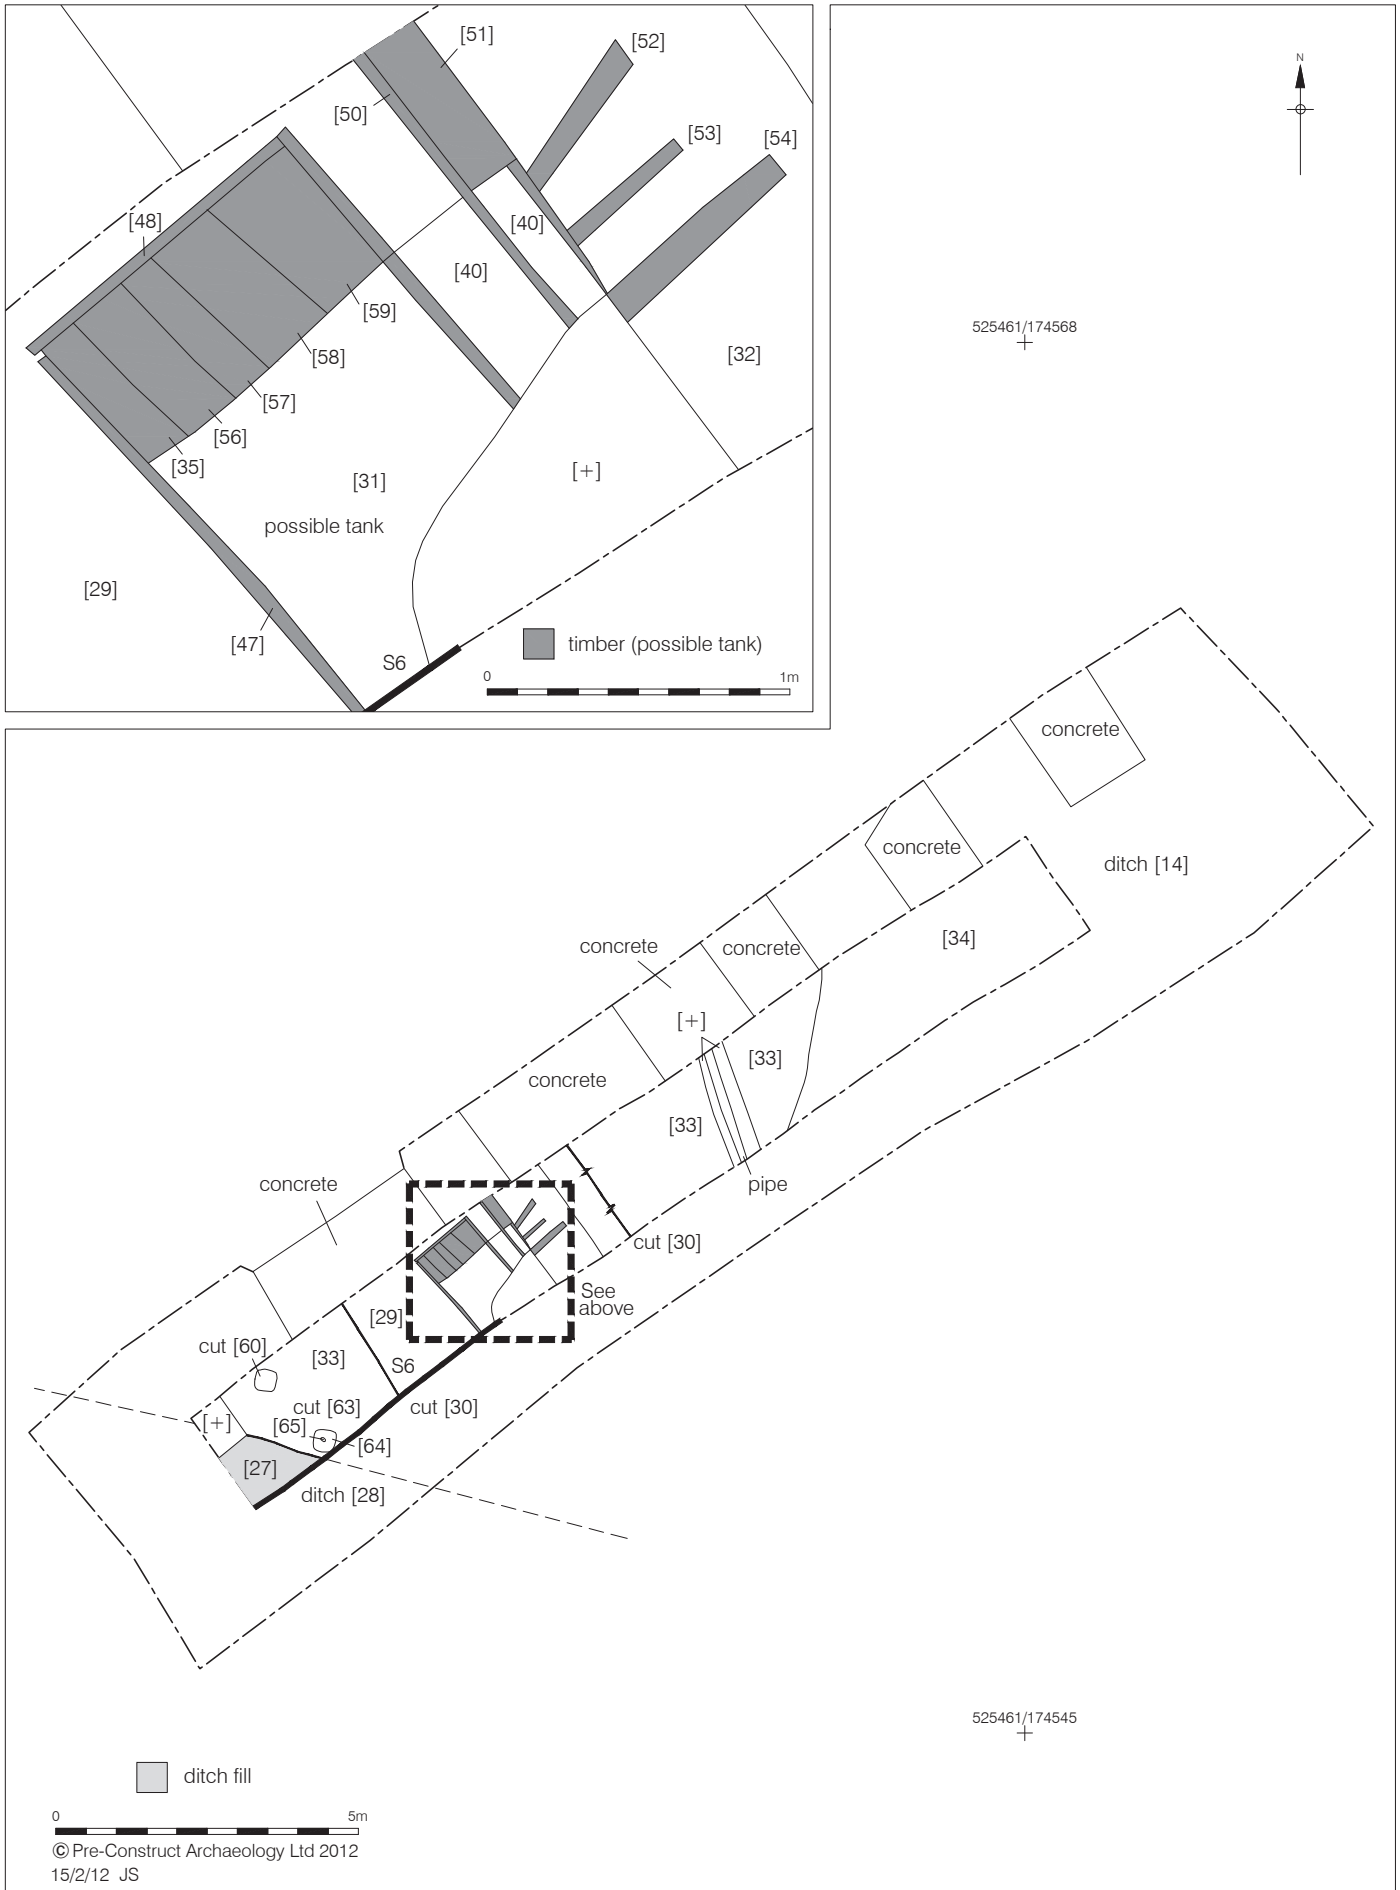 [51]
[52]
[50]
[53]
[54]
[48]
[40]
[40]
[59]
[58]
[32]
[57]
[56]
[35]
[31]
[+]
possible tank
[29]
[47]
S6
timber (possible tank)
0
1m
N
525461/174568
concrete
concrete
ditch [14]
[34]
concrete
concrete
[+]
[33]
concrete
[33]
pipe
concrete
cut [30]
See
above
[29]
cut [60]
[33]
S6
cut [63]
cut [30]
[+]
[65]
[64]
[27]
ditch [28]
525461/174545
ditch fill
0
5m
© Pre-Construct Archaeology Ltd 2012
15/2/12 JS